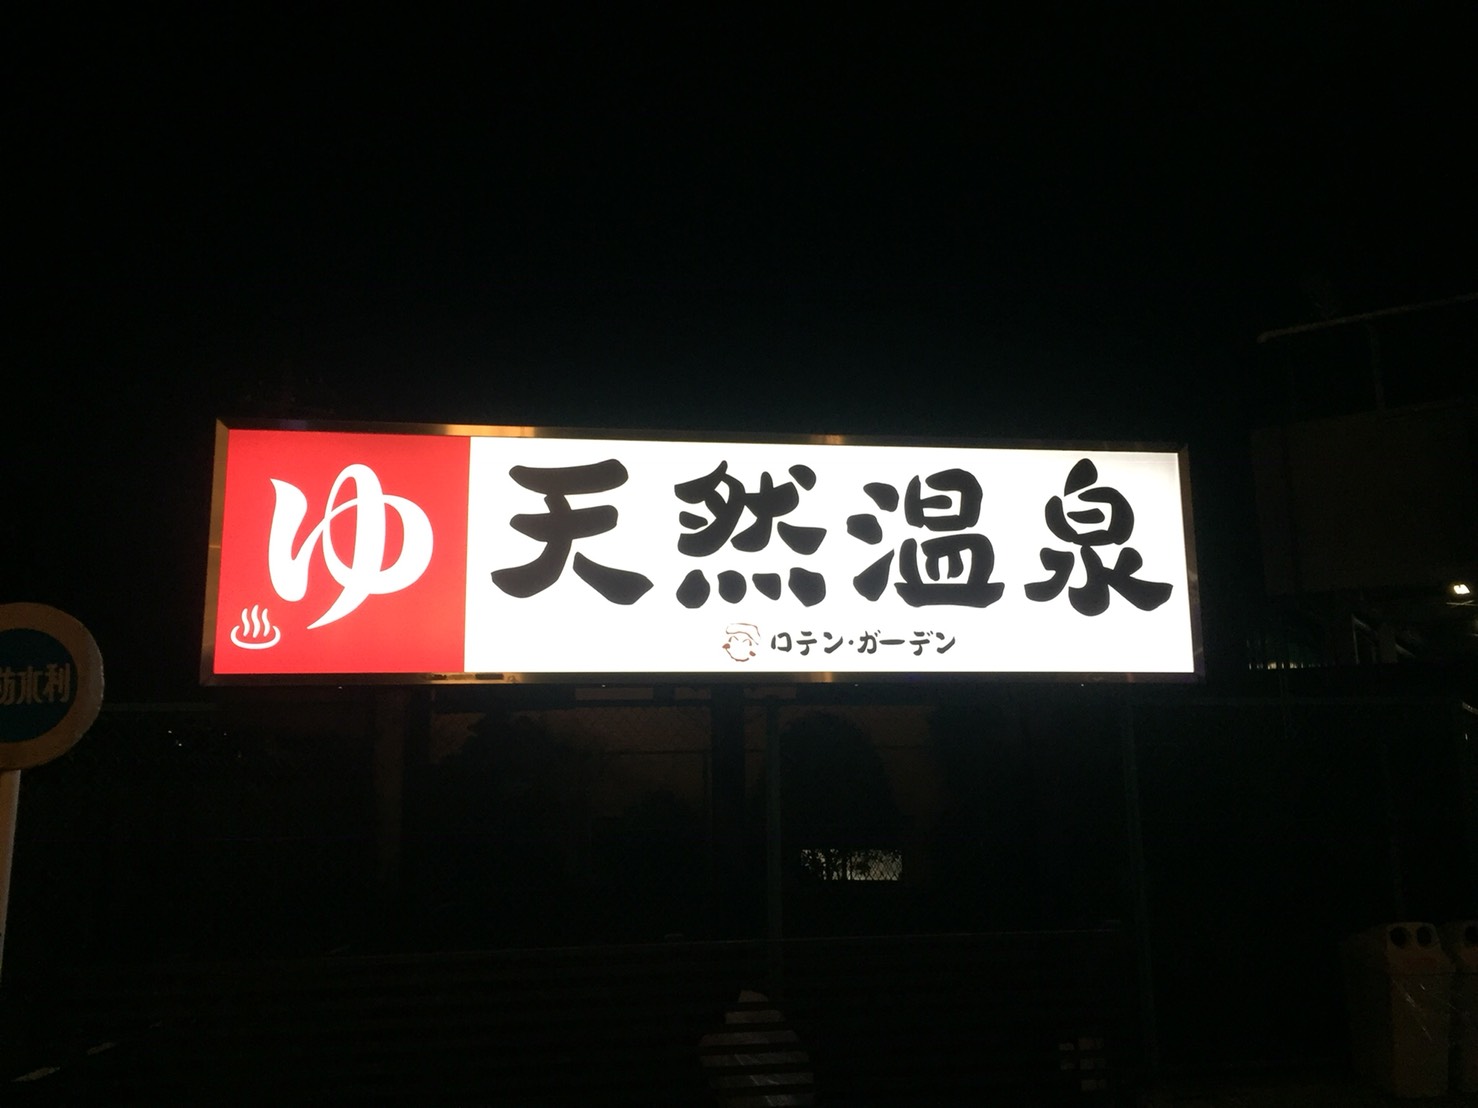 ゆ 天然温泉
ロテン・ガーデン
防水利